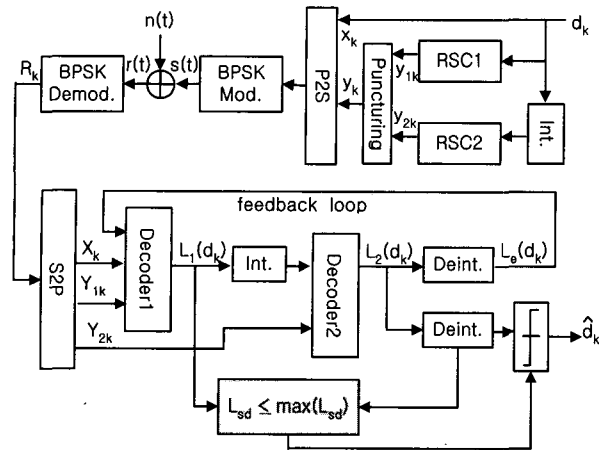 n(t)
d_k
R_k
BPSK
Demod.
r(t)
s(t)
BPSK
Mod.
P2S
x_k
y_k
Puncturing
y_1k
RSC1
y_2k
RSC2
Int.
feedback loop
S2P
X_k
Y_1k
Y_2k
Decoder1
L_1(d_k)
Int.
Decoder2
L_2(d_k)
Deint.
L_e(d_k)
Deint.
d̂_k
L_sd ≤ max(L_sd)